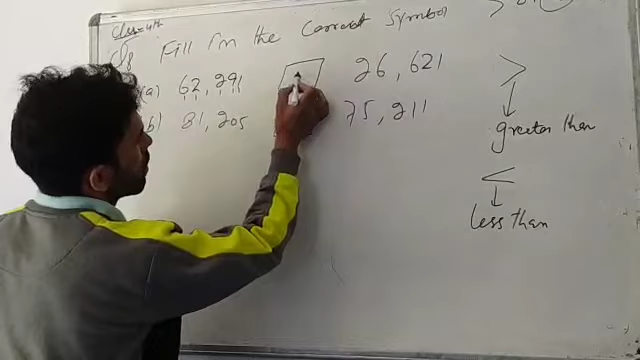 Class = 4th
Q/8 Fill in the Correct Symbol >
(a) 62, 291 26, 621
b) 81, 205 75, 211
>
greater than
<
less than